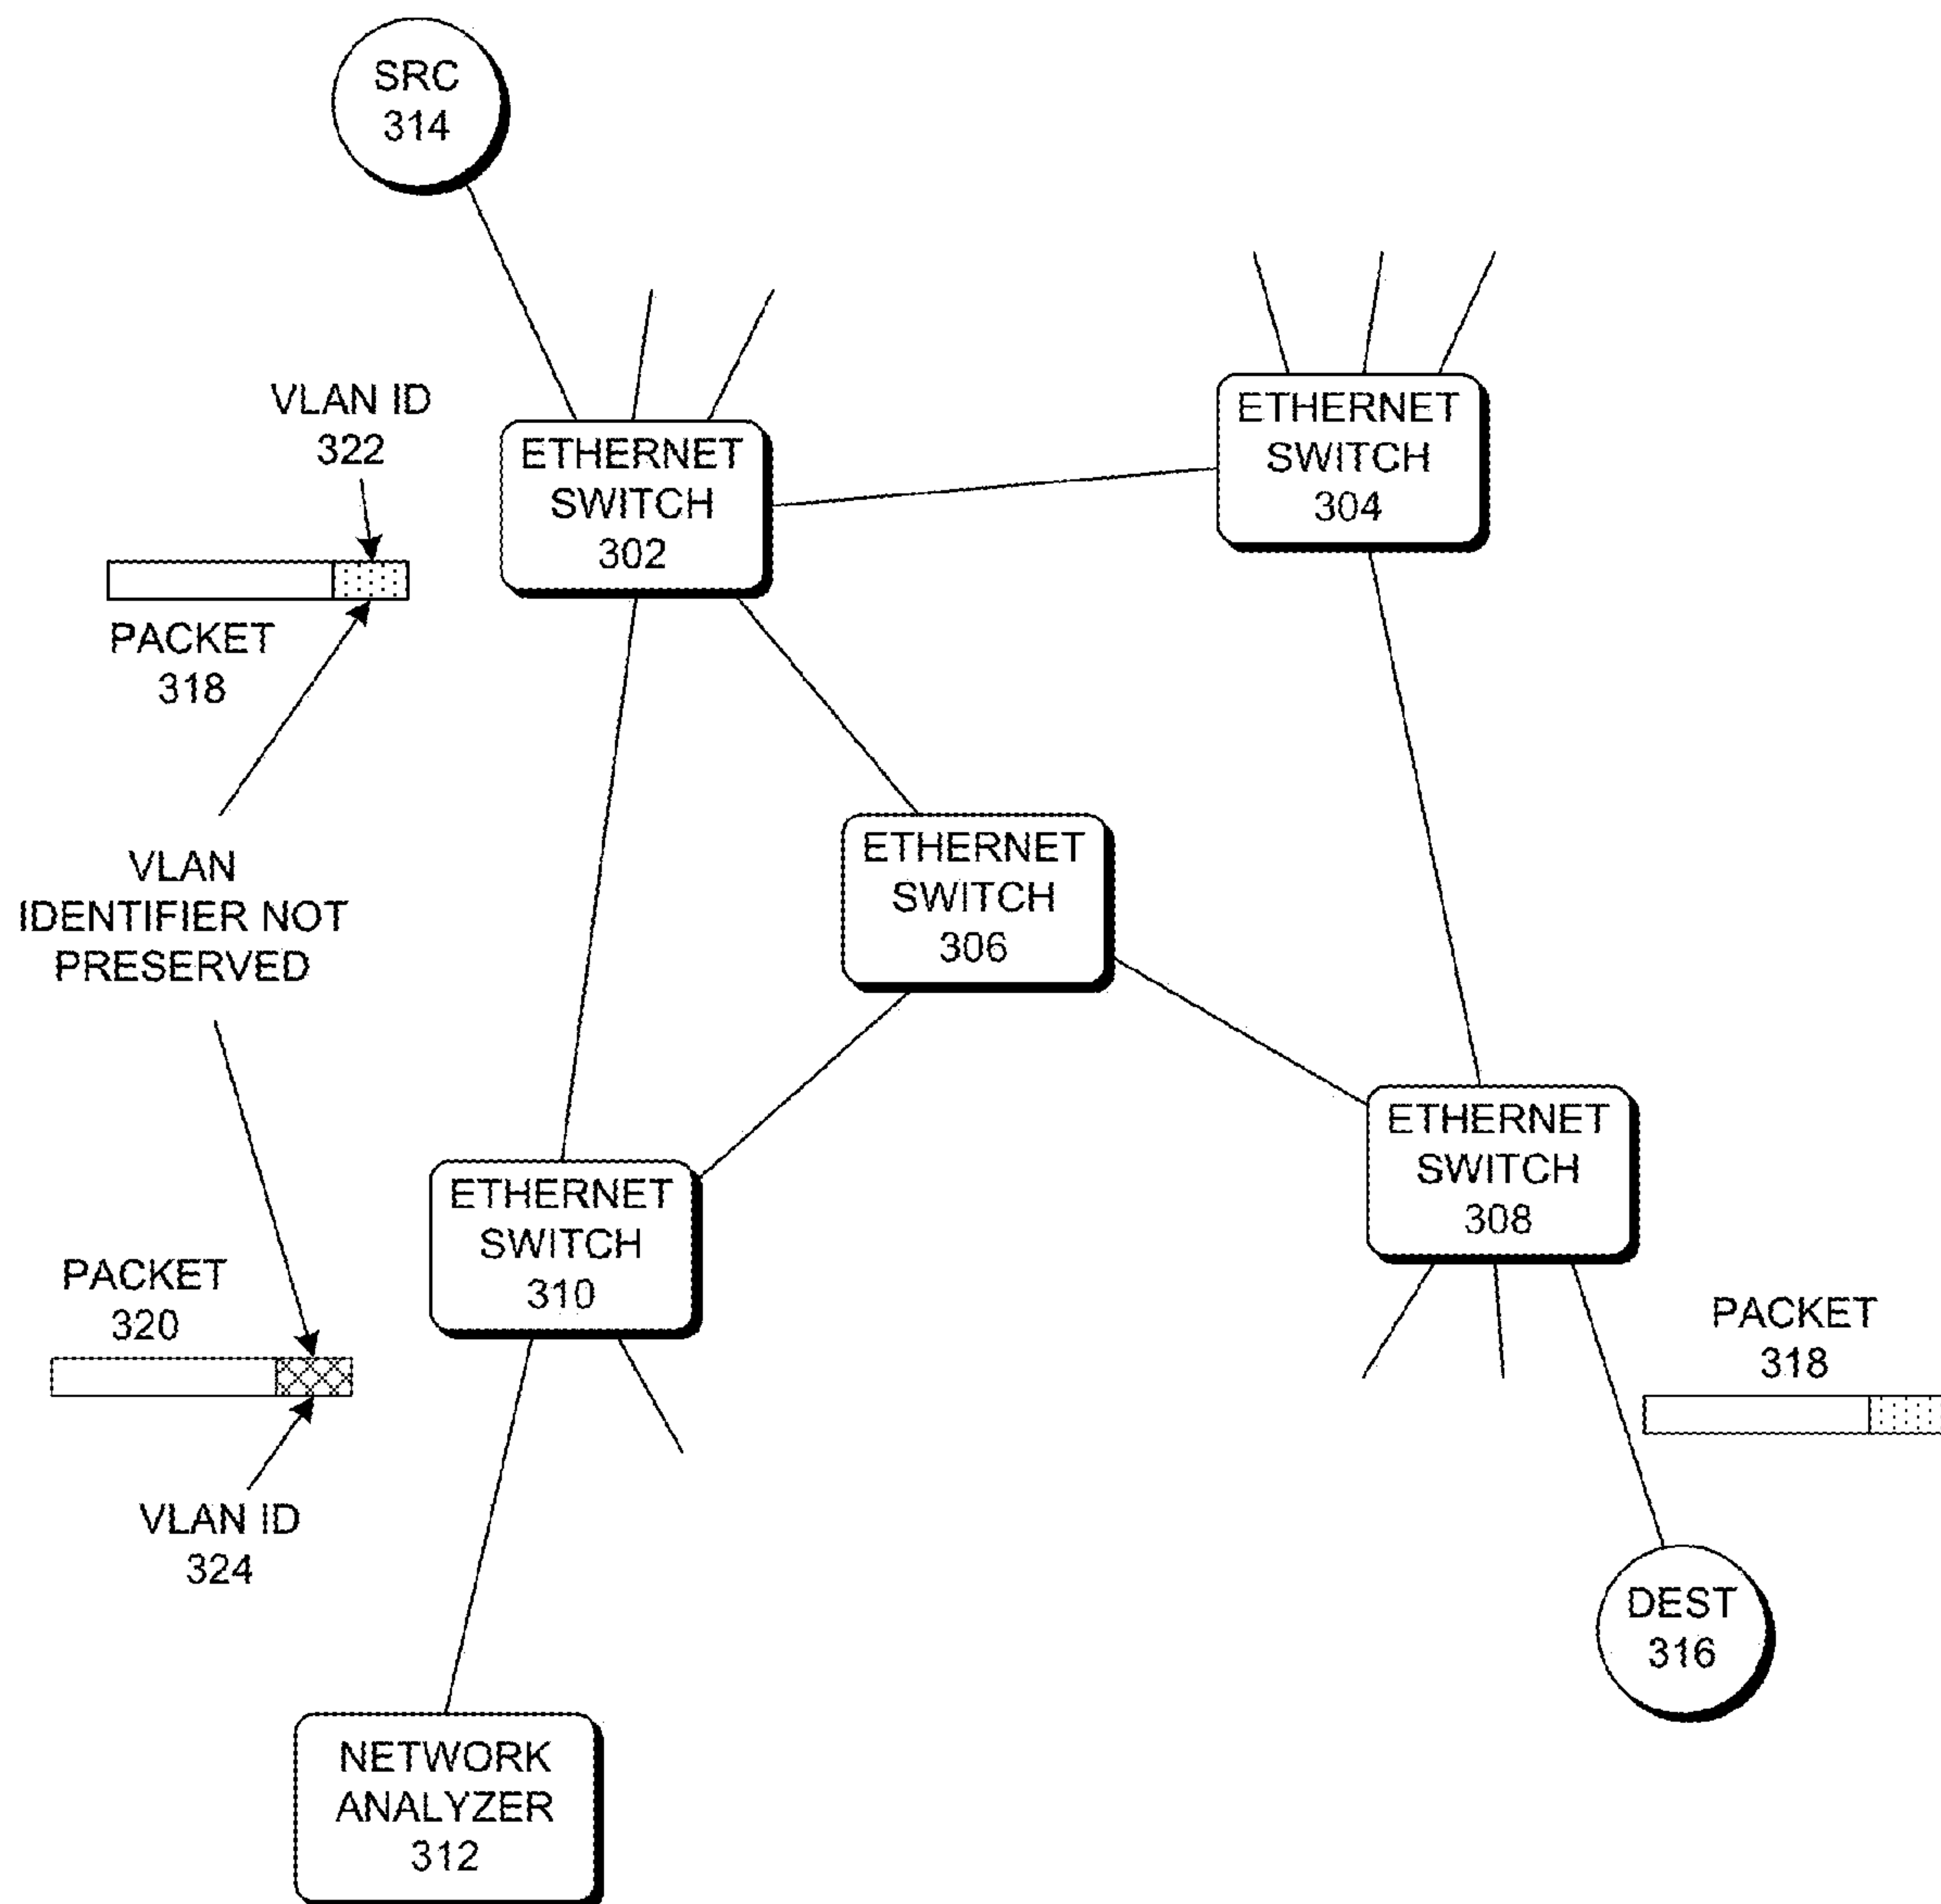 SRC
314
VLAN ID
322
ETHERNET
SWITCH
302
ETHERNET
SWITCH
304
PACKET
318
VLAN
IDENTIFIER NOT
PRESERVED
ETHERNET
SWITCH
306
ETHERNET
SWITCH
308
ETHERNET
SWITCH
310
PACKET
320
PACKET
318
VLAN ID
324
DEST
316
NETWORK
ANALYZER
312